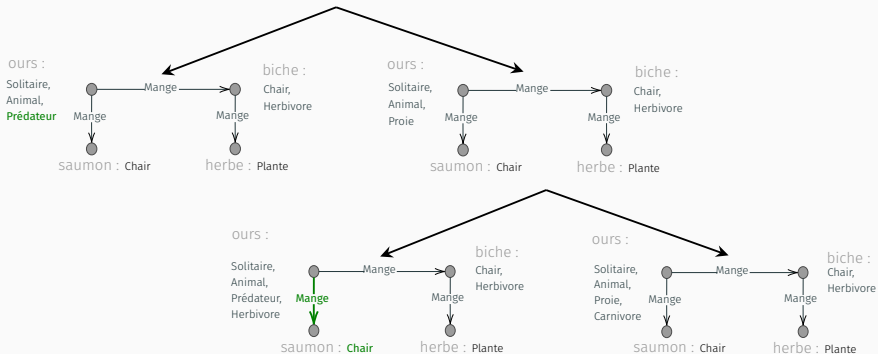 ours :
Solitaire,
Animal,
Prédateur
Mange
biche :
Chair,
Herbivore
Mange
Mange
saumon : Chair
herbe : Plante
ours :
Solitaire,
Animal,
Proie
Mange
biche :
Chair,
Herbivore
Mange
Mange
saumon : Chair
herbe : Plante
ours :
Solitaire,
Animal,
Prédateur,
Herbivore
Mange
biche :
Chair,
Herbivore
Mange
Mange
saumon : Chair
herbe : Plante
ours :
Solitaire,
Animal,
Proie,
Carnivore
Mange
biche :
Chair,
Herbivore
Mange
Mange
saumon : Chair
herbe : Plante